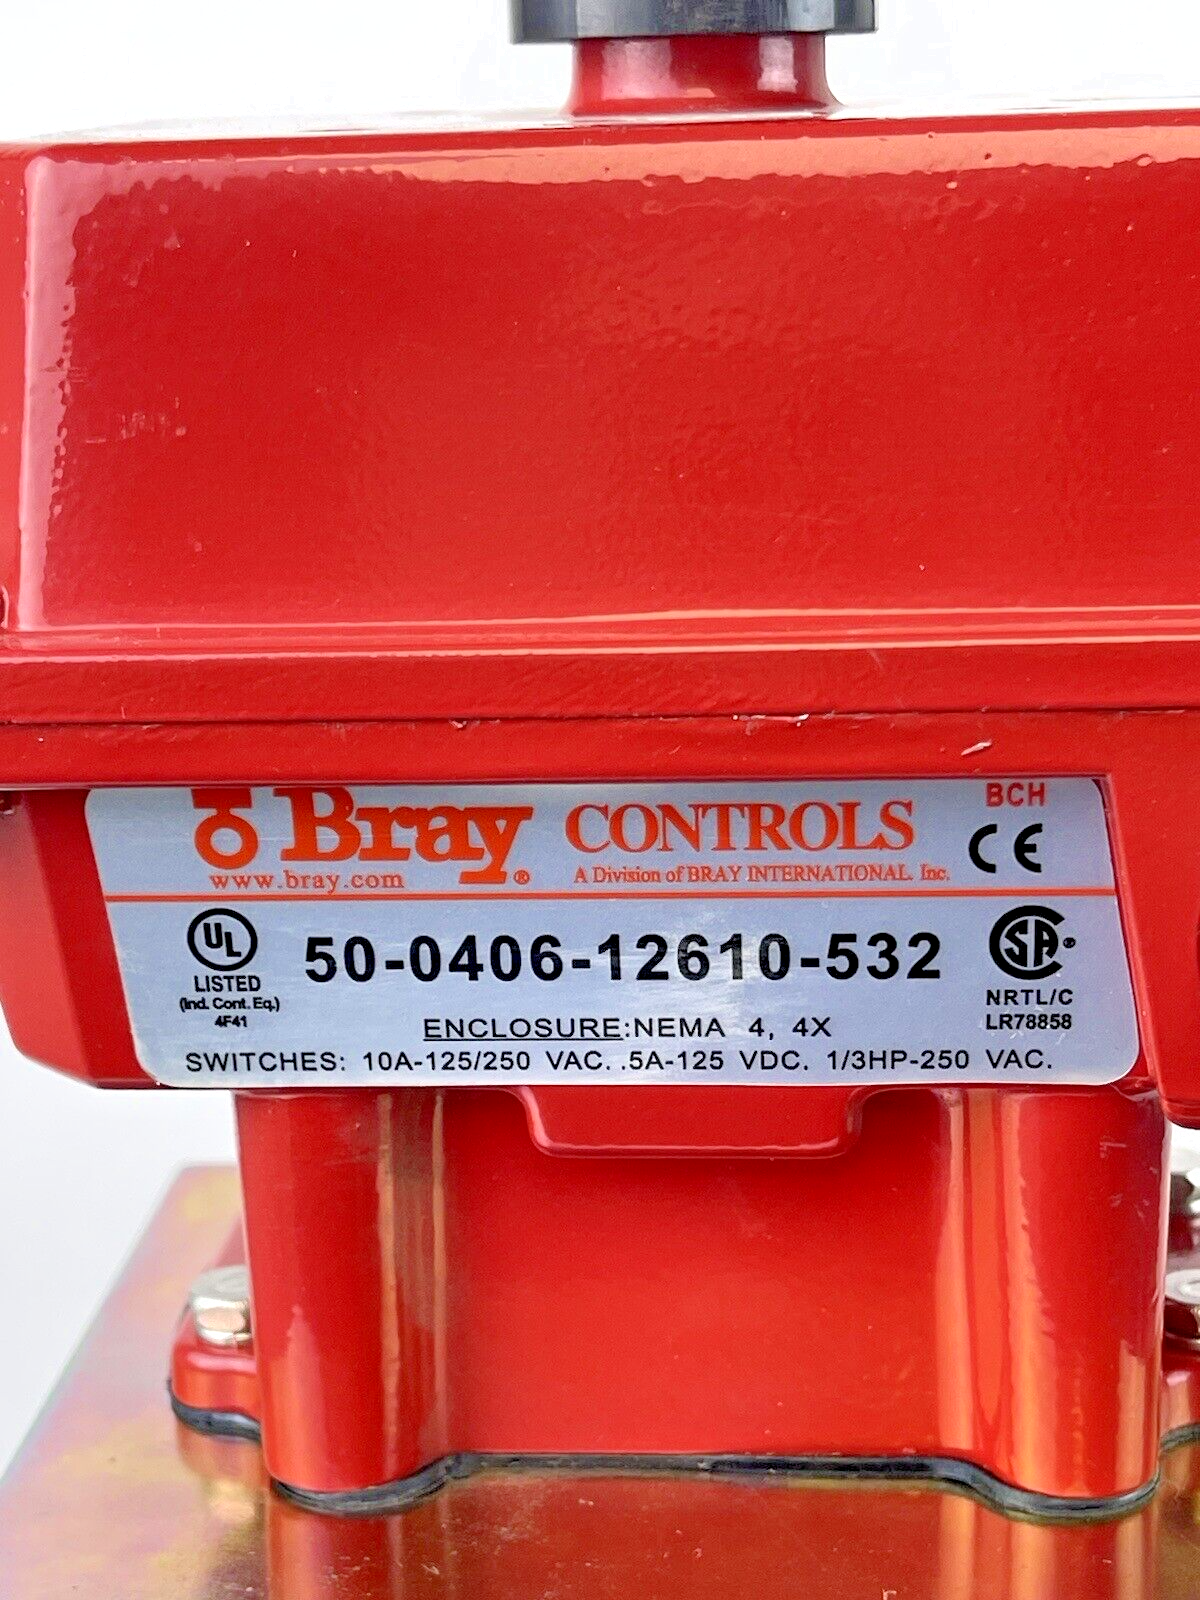 BCH
Bray® CONTROLS CE
www.bray.com A Division of BRAY INTERNATIONAL. Inc.
UL 50-0406-12610-532 SA®
LISTED NRTL/C
(Ind. Cont. Eq.) LR78858
4F41
ENCLOSURE:NEMA 4, 4X
SWITCHES: 10A-125/250 VAC. .5A-125 VDC. 1/3HP-250 VAC.